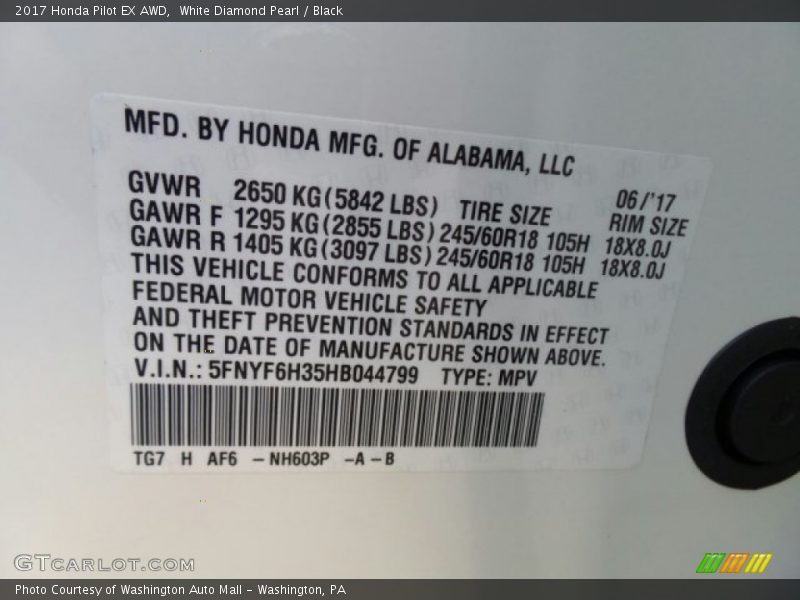 2017 Honda Pilot EX AWD,  White Diamond Pearl / Black
MFD. BY HONDA MFG. OF ALABAMA, LLC
06/'17
GVWR 2650 KG(5842 LBS) TIRE SIZE RIM SIZE
GAWR F 1295 KG(2855 LBS) 245/60R18 105H 18X8.0J
GAWR R 1405 KG(3097 LBS) 245/60R18 105H 18X8.0J
THIS VEHICLE CONFORMS TO ALL APPLICABLE
FEDERAL MOTOR VEHICLE SAFETY
AND THEFT PREVENTION STANDARDS IN EFFECT
ON THE DATE OF MANUFACTURE SHOWN ABOVE.
V.I.N.: 5FNYF6H35HB044799 TYPE: MPV
TG7 H AF6 – NH603P –A – B
GTCARLOT.COM
Photo Courtesy of Washington Auto Mall – Washington, PA